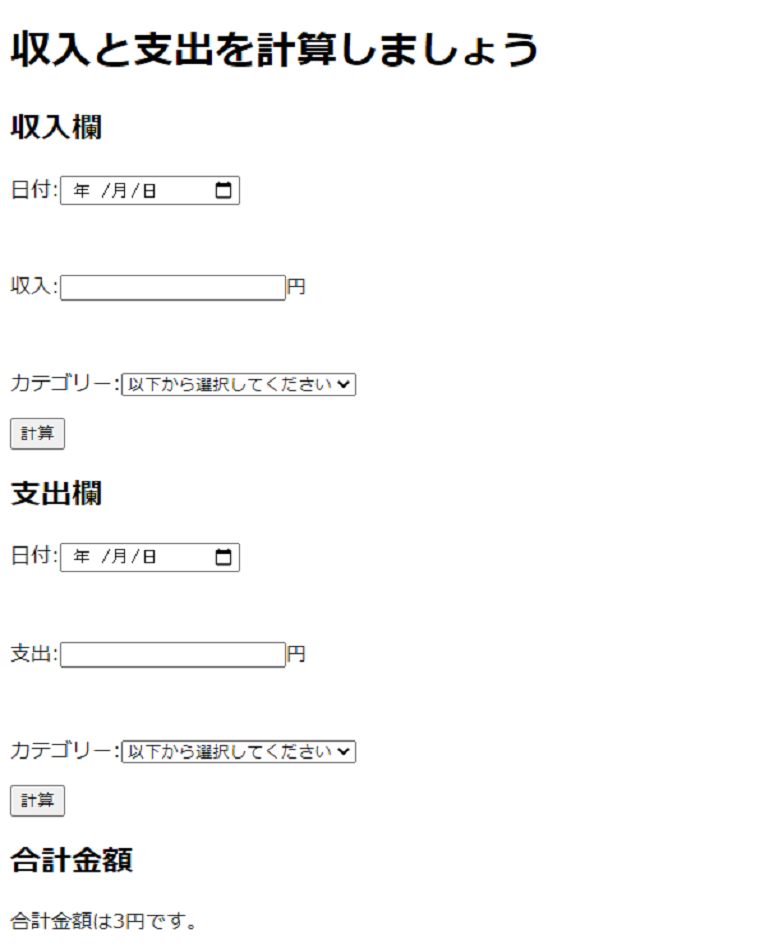 収入と支出を計算しましょう
収入欄
日付: 年 /月/日
収入: 円
カテゴリー: 以下から選択してください
計算
支出欄
日付: 年 /月/日
支出: 円
カテゴリー: 以下から選択してください
計算
合計金額
合計金額は3円です。